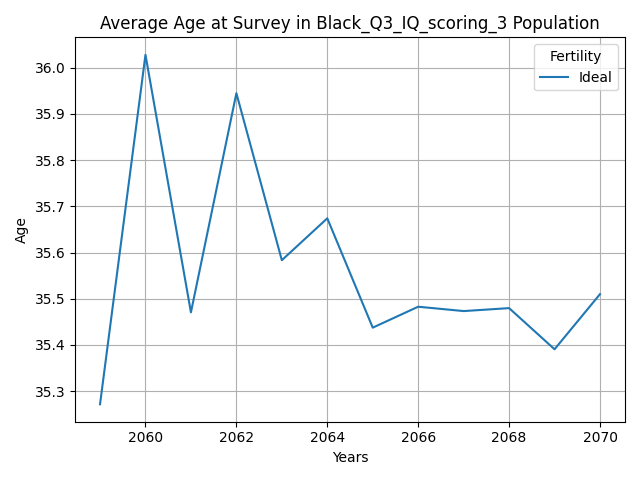 Average Age at Survey in Black_Q3_IQ_scoring_3 Population
Fertility
Ideal
36.0
35.9
35.8
35.7
35.6
35.5
35.4
35.3
Age
2060 2062 2064 2066 2068 2070
Years